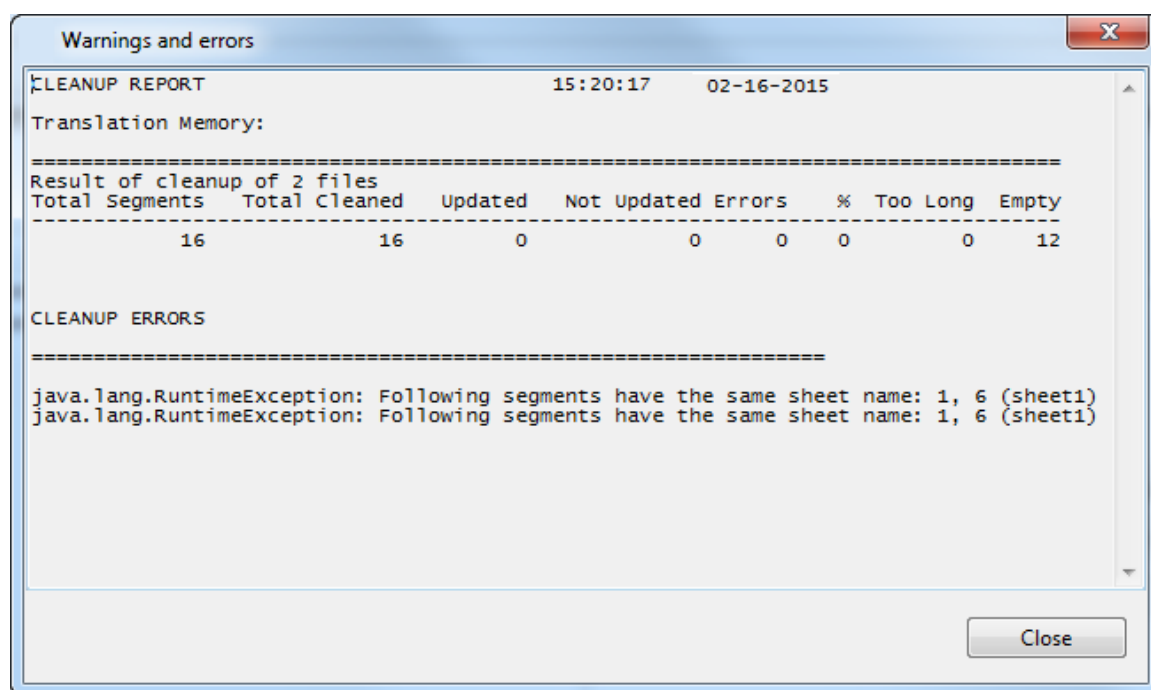 Warnings and errors
CLEANUP REPORT 15:20:17 02-16-2015
Translation Memory:
==================================================================================
Result of cleanup of 2 files
Total Segments Total Cleaned Updated Not Updated Errors % Too Long Empty
----------------------------------------------------------------------------------
16 16 0 0 0 0 0 12
CLEANUP ERRORS
===============================================================
java.lang.RuntimeException: Following segments have the same sheet name: 1, 6 (sheet1)
java.lang.RuntimeException: Following segments have the same sheet name: 1, 6 (sheet1)
Close